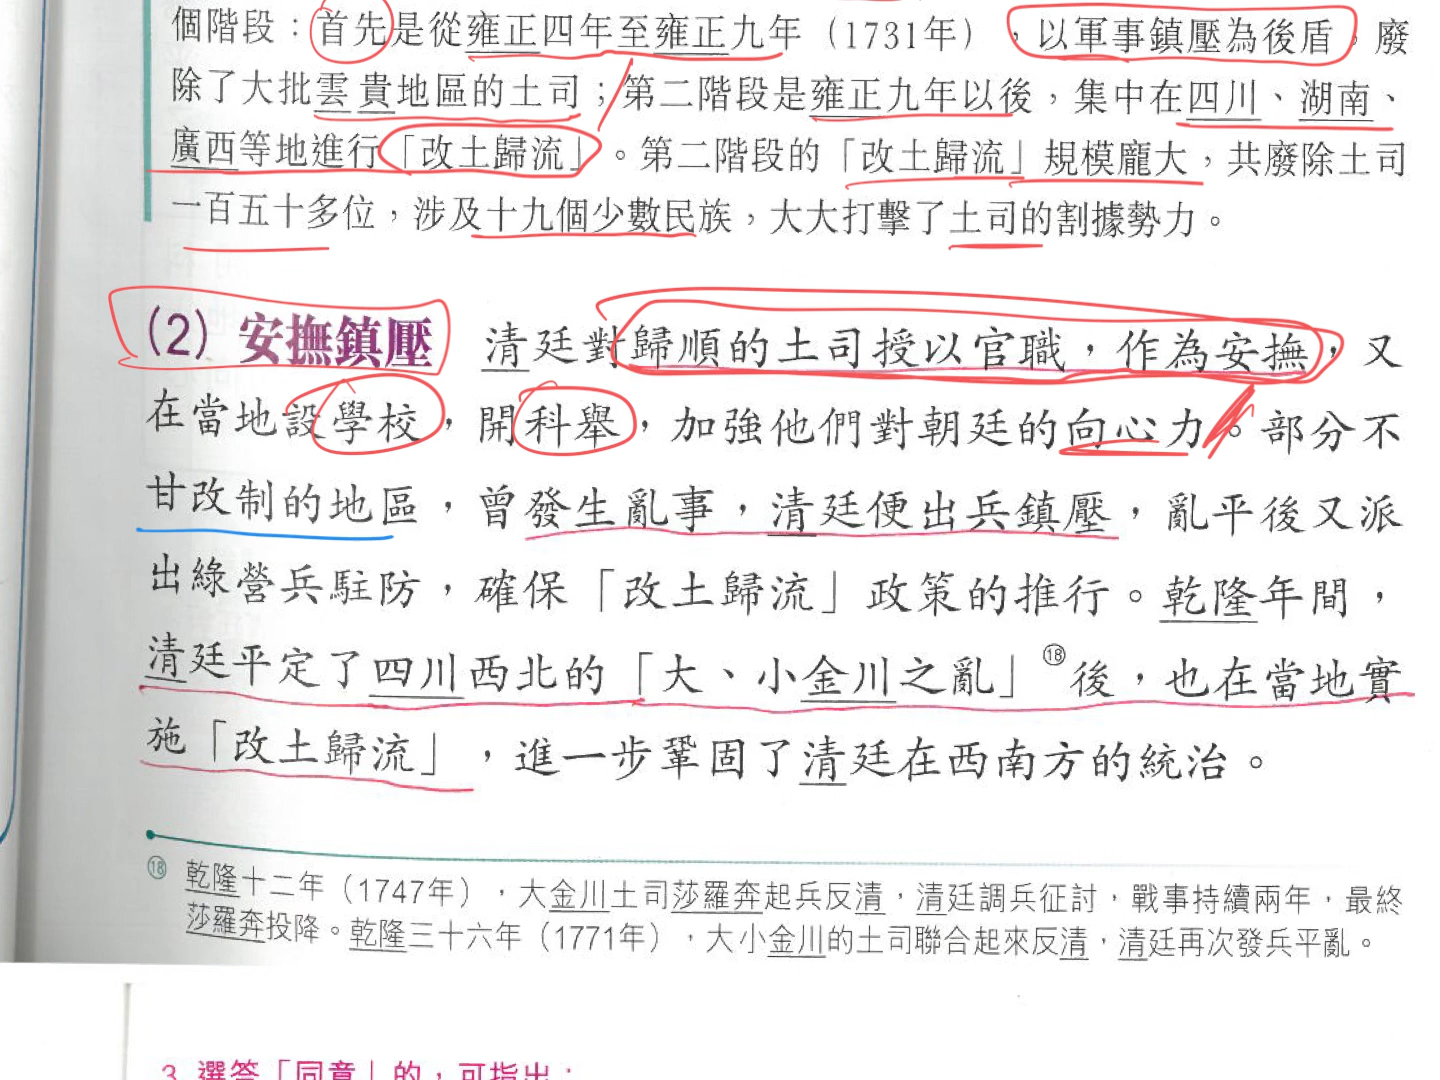 個階段：首先是從雍正四年至雍正九年（1731年），以軍事鎮壓為後盾，廢
除了大批雲貴地區的土司；第二階段是雍正九年以後，集中在四川、湖南、
廣西等地進行「改土歸流」。第二階段的「改土歸流」規模龐大，共廢除土司
一百五十多位，涉及十九個少數民族，大大打擊了土司的割據勢力。
（2）安撫鎮壓　清廷對歸順的土司授以官職，作為安撫，又
在當地設學校，開科舉，加強他們對朝廷的向心力。部分不
甘改制的地區，曾發生亂事，清廷便出兵鎮壓，亂平後又派
出綠營兵駐防，確保「改土歸流」政策的推行。乾隆年間，
清廷平定了四川西北的「大、小金川之亂」⑱後，也在當地實
施「改土歸流」，進一步鞏固了清廷在西南方的統治。
⑱ 乾隆十二年（1747年），大金川土司莎羅奔起兵反清，清廷調兵征討，戰事持續兩年，最終
莎羅奔投降。乾隆三十六年（1771年），大小金川的土司聯合起來反清，清廷再次發兵平亂。
3. 選答「同意」的，可指出：